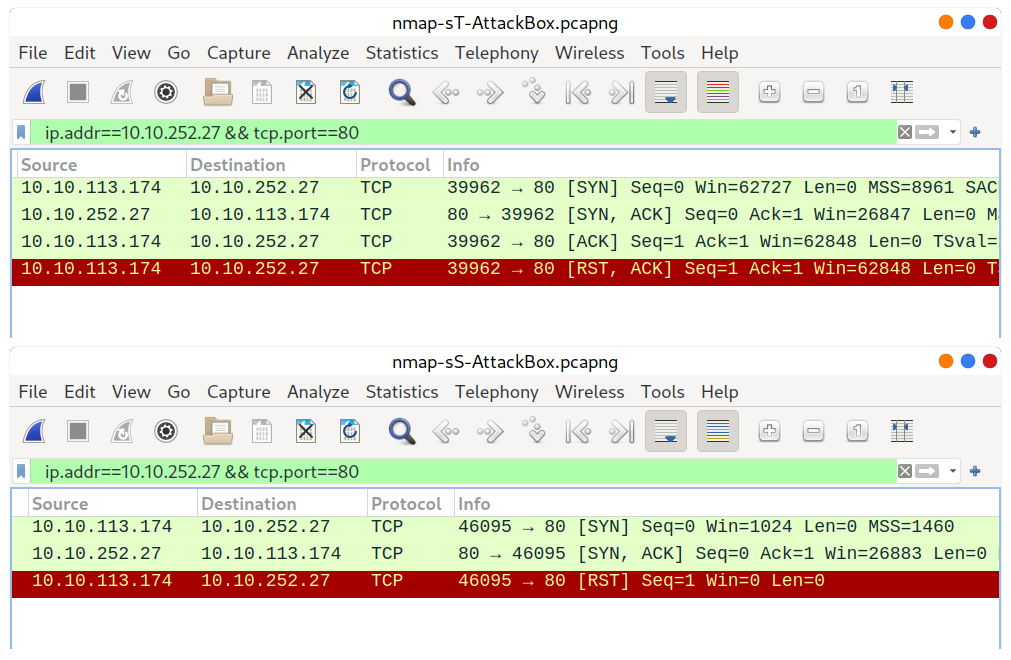 nmap-sT-AttackBox.pcapng
File Edit View Go Capture Analyze Statistics Telephony Wireless Tools Help
ip.addr==10.10.252.27 && tcp.port==80
Source Destination Protocol Info
10.10.113.174 10.10.252.27 TCP 39962 → 80 [SYN] Seq=0 Win=62727 Len=0 MSS=8961 SAC
10.10.252.27 10.10.113.174 TCP 80 → 39962 [SYN, ACK] Seq=0 Ack=1 Win=26847 Len=0 M
10.10.113.174 10.10.252.27 TCP 39962 → 80 [ACK] Seq=1 Ack=1 Win=62848 Len=0 TSval=
10.10.113.174 10.10.252.27 TCP 39962 → 80 [RST, ACK] Seq=1 Ack=1 Win=62848 Len=0 T
nmap-sS-AttackBox.pcapng
File Edit View Go Capture Analyze Statistics Telephony Wireless Tools Help
ip.addr==10.10.252.27 && tcp.port==80
Source Destination Protocol Info
10.10.113.174 10.10.252.27 TCP 46095 → 80 [SYN] Seq=0 Win=1024 Len=0 MSS=1460
10.10.252.27 10.10.113.174 TCP 80 → 46095 [SYN, ACK] Seq=0 Ack=1 Win=26883 Len=0
10.10.113.174 10.10.252.27 TCP 46095 → 80 [RST] Seq=1 Win=0 Len=0